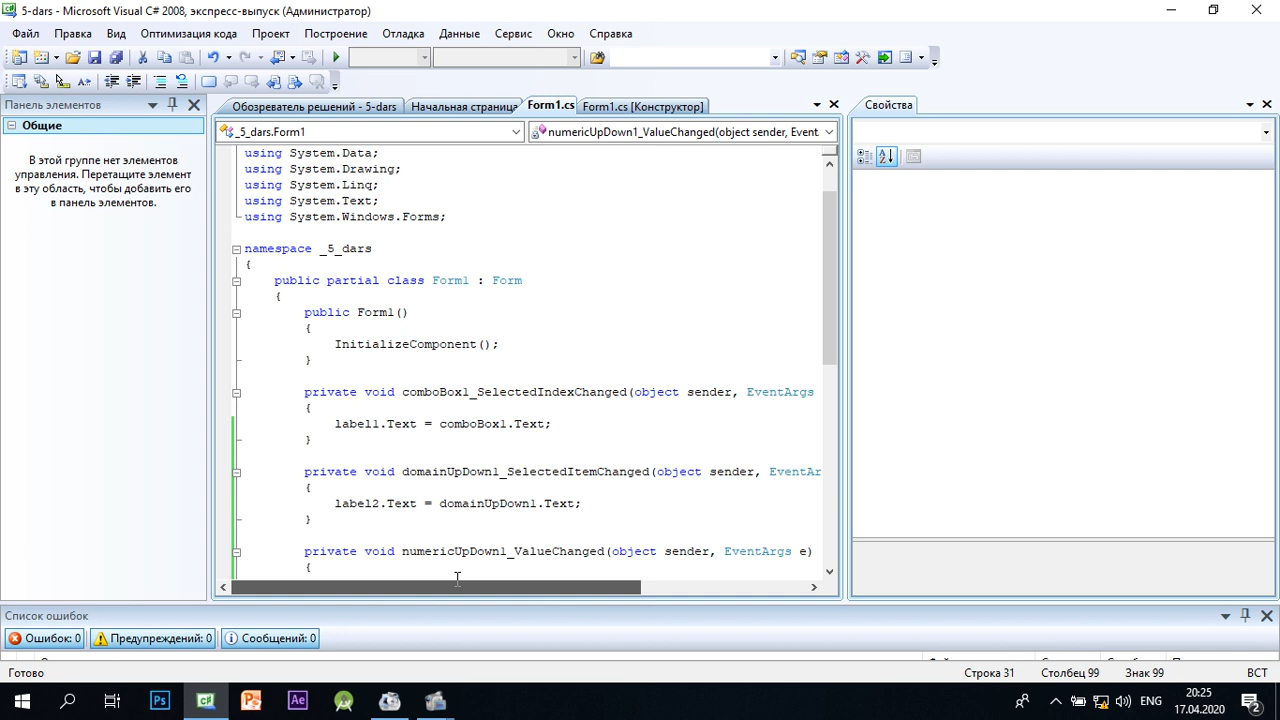 5-dars - Microsoft Visual C# 2008, экспресс-выпуск (Администратор)
Файл Правка Вид Оптимизация кода Проект Построение Отладка Данные Сервис Окно Справка
Панель элементов
Общие
В этой группе нет элементов
управления. Перетащите элемент
в эту область, чтобы добавить его
в панель элементов.
Обозреватель решений - 5-dars Начальная страница Form1.cs Form1.cs [Конструктор]
_5_dars.Form1 numericUpDown1_ValueChanged(object sender, Event
using System.Data;
using System.Drawing;
using System.Linq;
using System.Text;
using System.Windows.Forms;
namespace _5_dars
{
public partial class Form1 : Form
{
public Form1()
{
InitializeComponent();
}
private void comboBox1_SelectedIndexChanged(object sender, EventArgs
{
label1.Text = comboBox1.Text;
}
private void domainUpDown1_SelectedItemChanged(object sender, EventAr
{
label2.Text = domainUpDown1.Text;
}
private void numericUpDown1_ValueChanged(object sender, EventArgs e)
{
Свойства
Список ошибок
Ошибок: 0 Предупреждений: 0 Сообщений: 0
Готово Строка 31 Столбец 99 Знак 99 ВСТ
Ps C# Ae ENG 20:25
17.04.2020 2